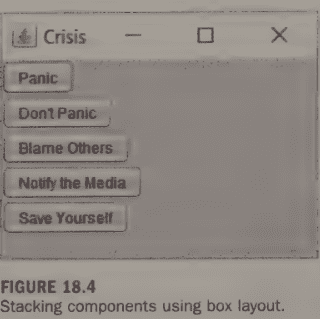 Crisis
Panic
Don't Panic
Blame Others
Notify the Media
Save Yourself
FIGURE 18.4
Stacking components using box layout.